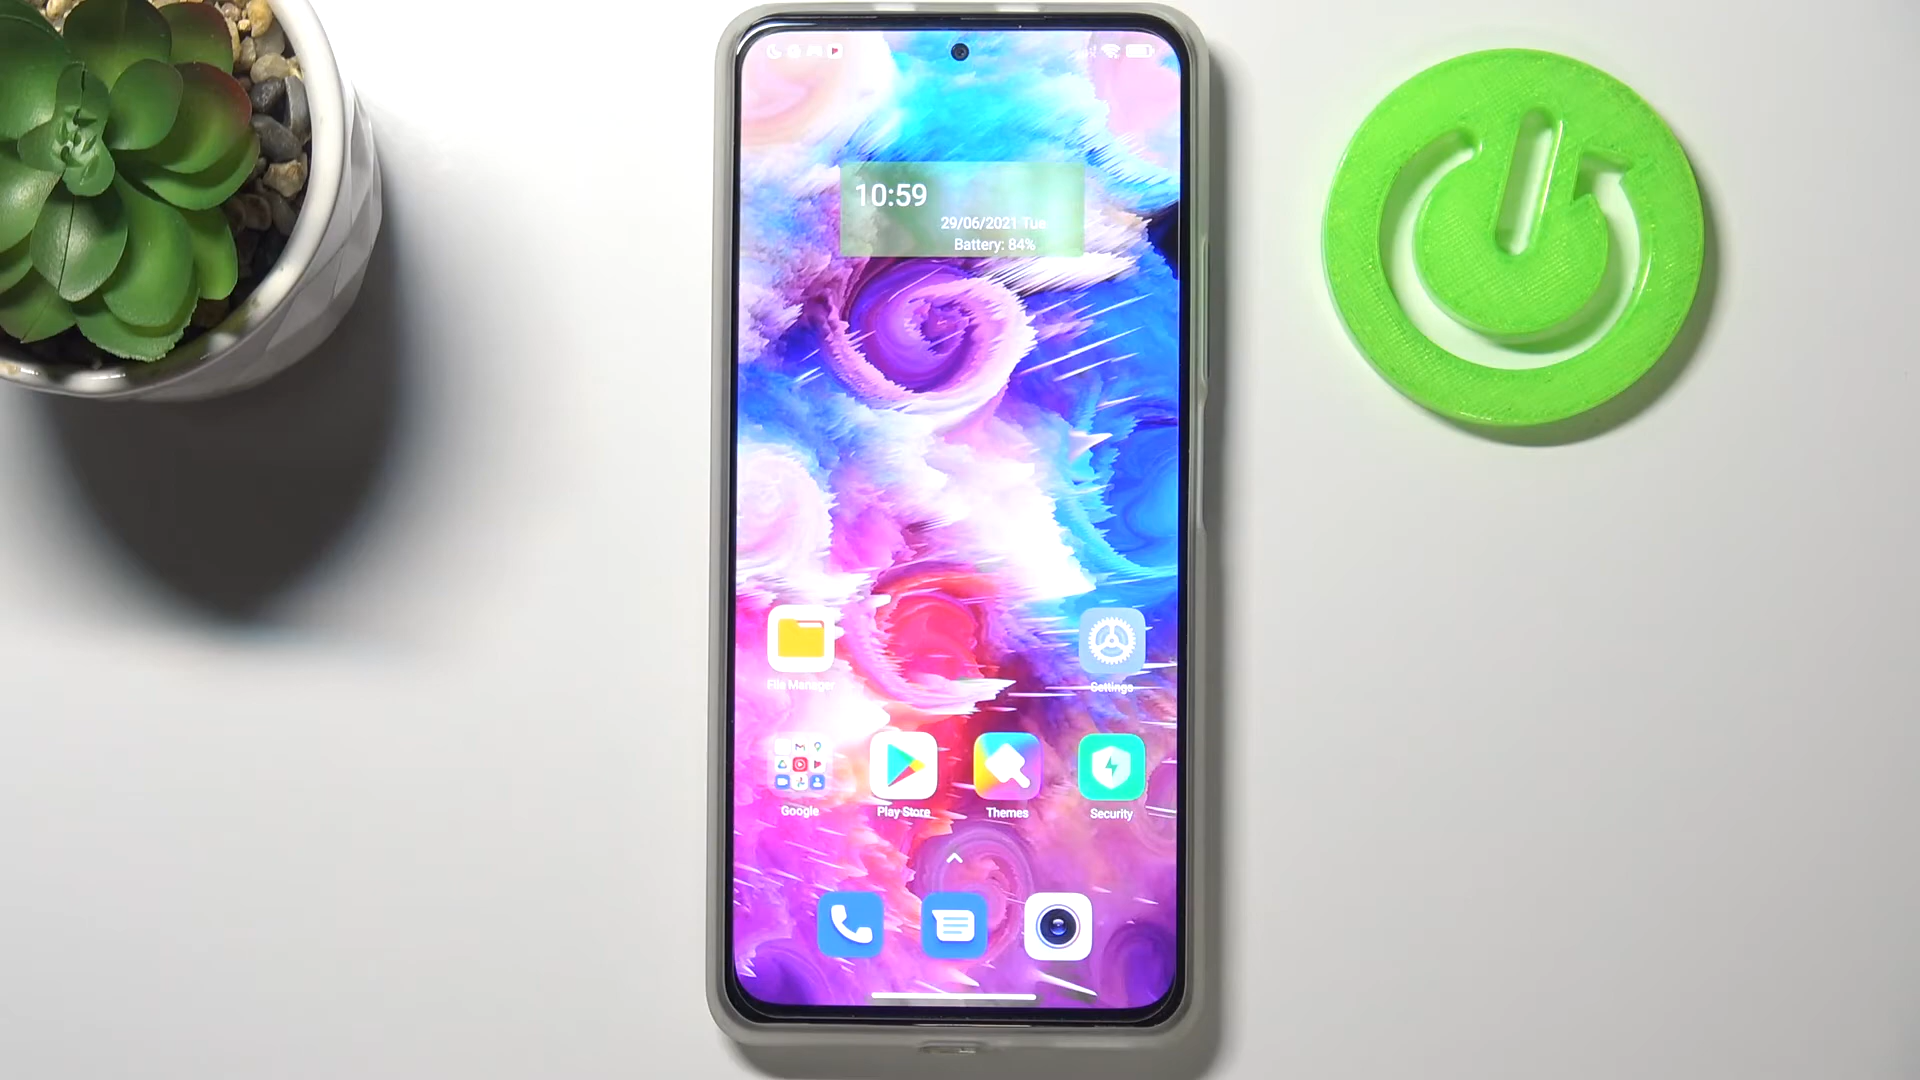 10:59
29/06/2021 Tue
Battery: 84%
File Manager
Settings
Google
Play Store
Themes
Security